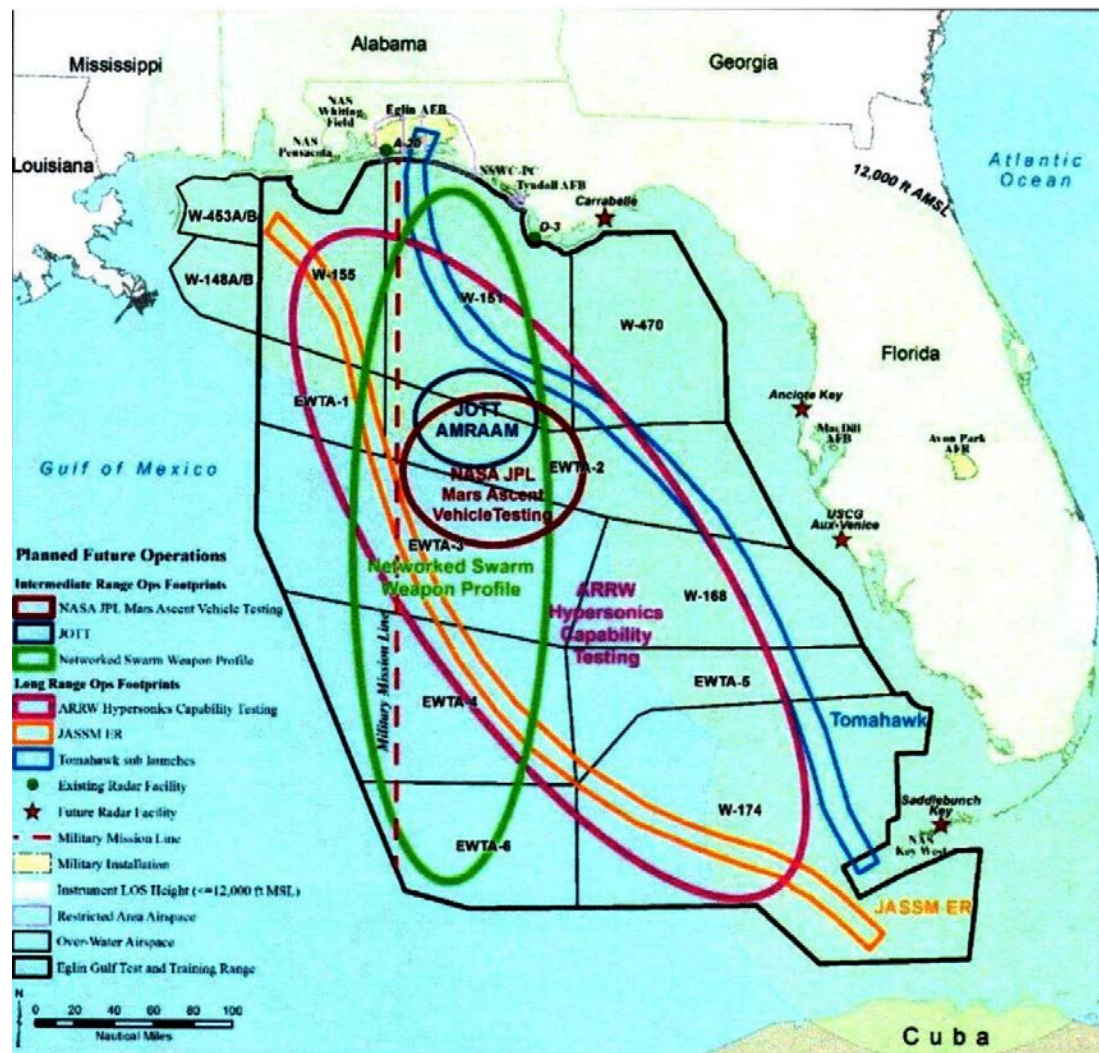 Mississippi
Alabama
Georgia
Louisiana
NAS
Whiting
Field
Eglin AFB
A-20
NAS
Pensacola
NSWC-PC
Tyndall AFB
Carrabelle
D-3
12,000 ft AMSL
Atlantic
Ocean
W-453A/B
W-148A/B
W-155
W-151
W-470
Florida
Anclote Key
MacDill
AFB
Avon Park
AFR
EWTA-1
JOTT
AMRAAM
EWTA-2
NASA JPL
Mars Ascent
VehicleTesting
Gulf of Mexico
USCG
Aux-Venice
EWTA-3
Networked Swarm
Weapon Profile
ARRW
Hypersonics
Capability
Testing
W-168
Military Mission Line
EWTA-4
EWTA-5
Tomahawk
W-174
Saddlebunch
Key
NAS
Key West
EWTA-6
JASSM ER
Cuba
Planned Future Operations
Intermediate Range Ops Footprints
NASA JPL Mars Ascent Vehicle Testing
JOTT
Networked Swarm Weapon Profile
Long Range Ops Footprints
ARRW Hypersonics Capability Testing
JASSM ER
Tomahawk sub launches
Existing Radar Facility
Future Radar Facility
Military Mission Line
Military Installation
Instrument LOS Height (<=12,000 ft MSL)
Restricted Area Airspace
Over-Water Airspace
Eglin Gulf Test and Training Range
N
0 20 40 60 80 100
Nautical Miles